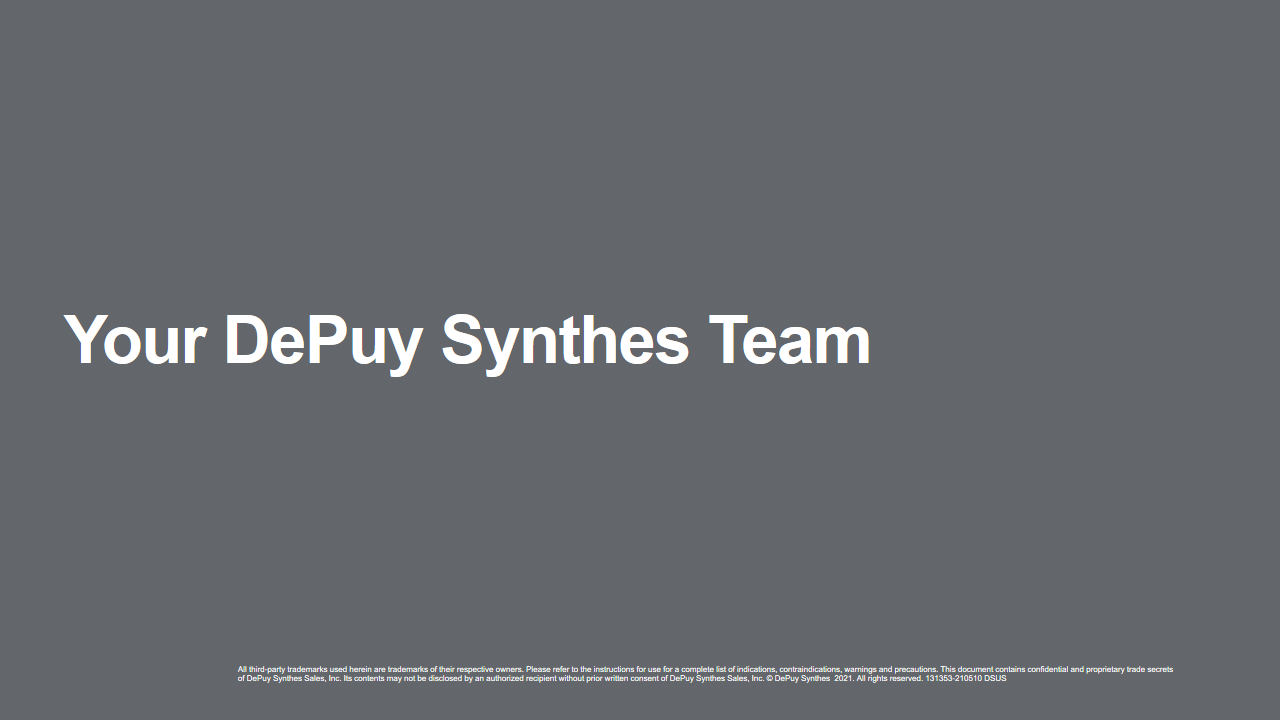 Your DePuy Synthes Team
All third-party trademarks used herein are trademarks of their respective owners. Please refer to the instructions for use for a complete list of indications, contraindications, warnings and precautions. This document contains confidential and proprietary trade secrets
of DePuy Synthes Sales, Inc. Its contents may not be disclosed by an authorized recipient without prior written consent of DePuy Synthes Sales, Inc. © DePuy Synthes 2021. All rights reserved. 131353-210510 DSUS